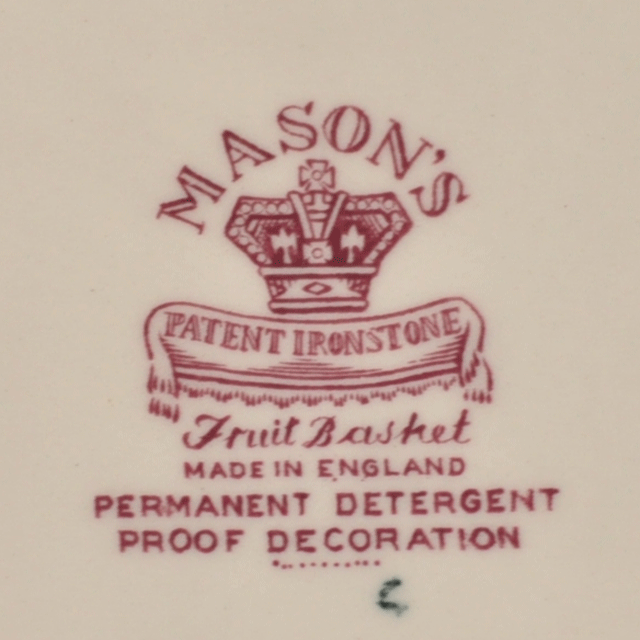 MASON'S
PATENT IRONSTONE
Fruit Basket
MADE IN ENGLAND
PERMANENT DETERGENT
PROOF DECORATION